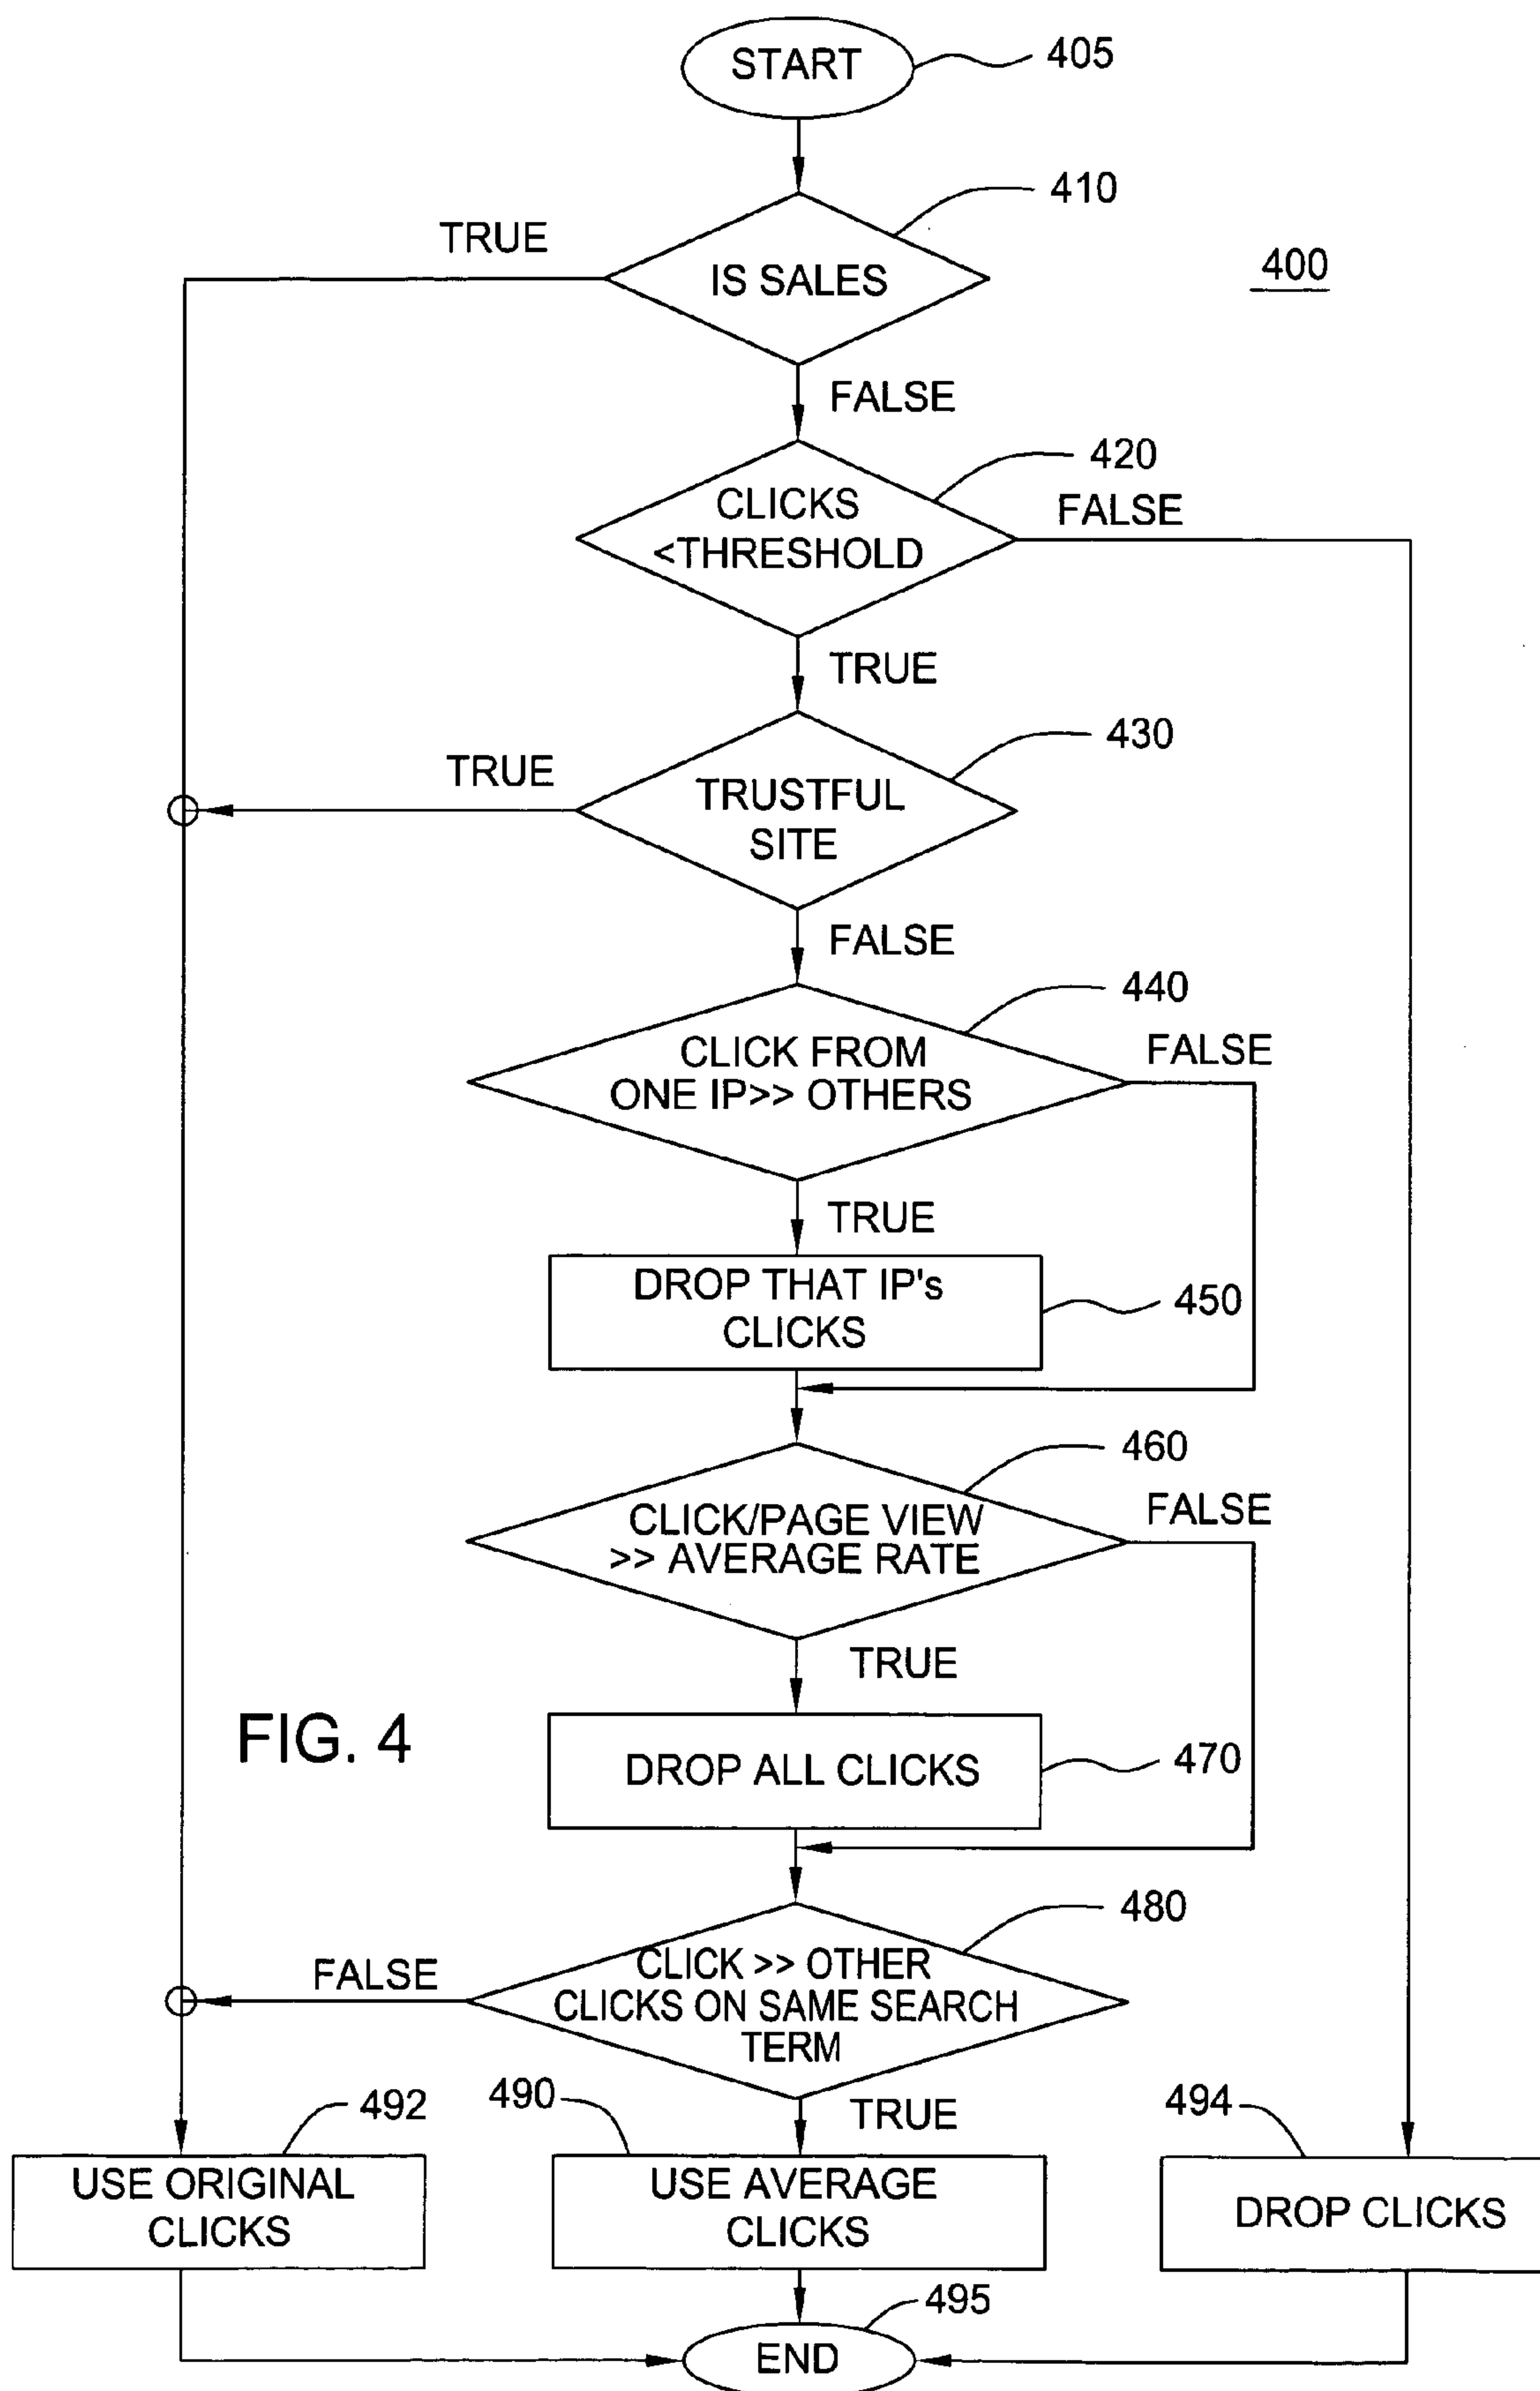 START
405
410
TRUE
IS SALES
400
FALSE
420
CLICKS
<THRESHOLD
FALSE
TRUE
430
TRUE
TRUSTFUL
SITE
FALSE
440
CLICK FROM
ONE IP>> OTHERS
FALSE
TRUE
DROP THAT IP's
CLICKS
450
460
CLICK/PAGE VIEW
>> AVERAGE RATE
FALSE
TRUE
FIG. 4
DROP ALL CLICKS
470
480
CLICK >> OTHER
CLICKS ON SAME SEARCH
TERM
FALSE
TRUE
492
490
494
USE ORIGINAL
CLICKS
USE AVERAGE
CLICKS
DROP CLICKS
495
END